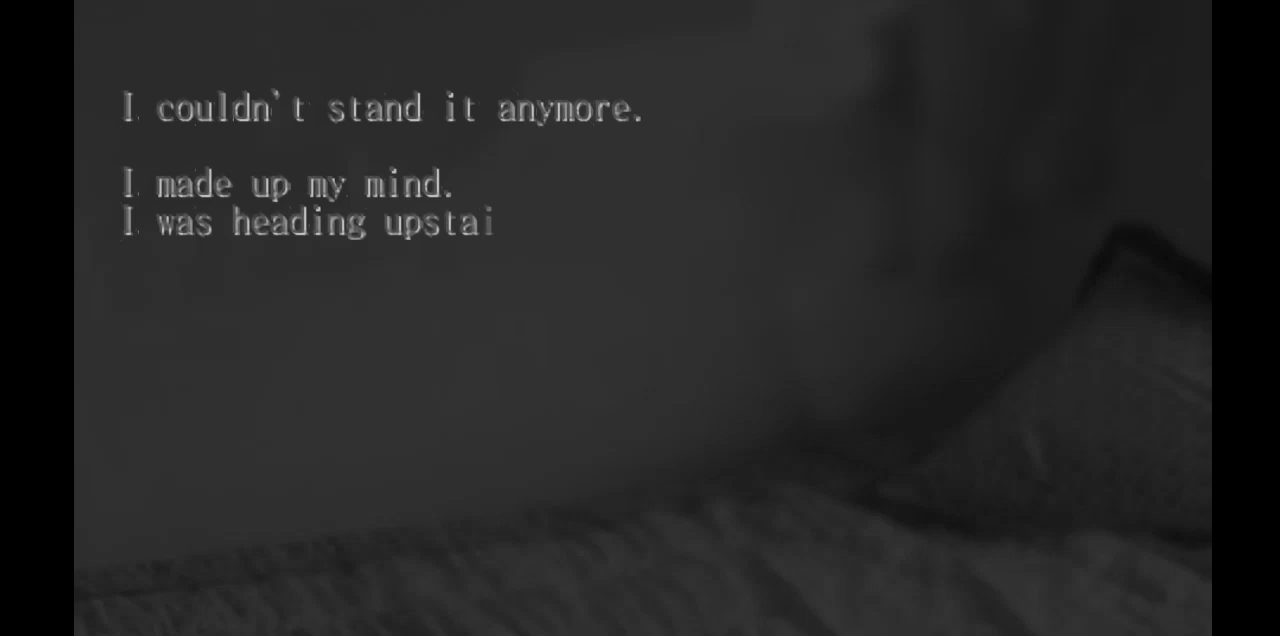 I couldn't stand it anymore.
I made up my mind.
I was heading upstai